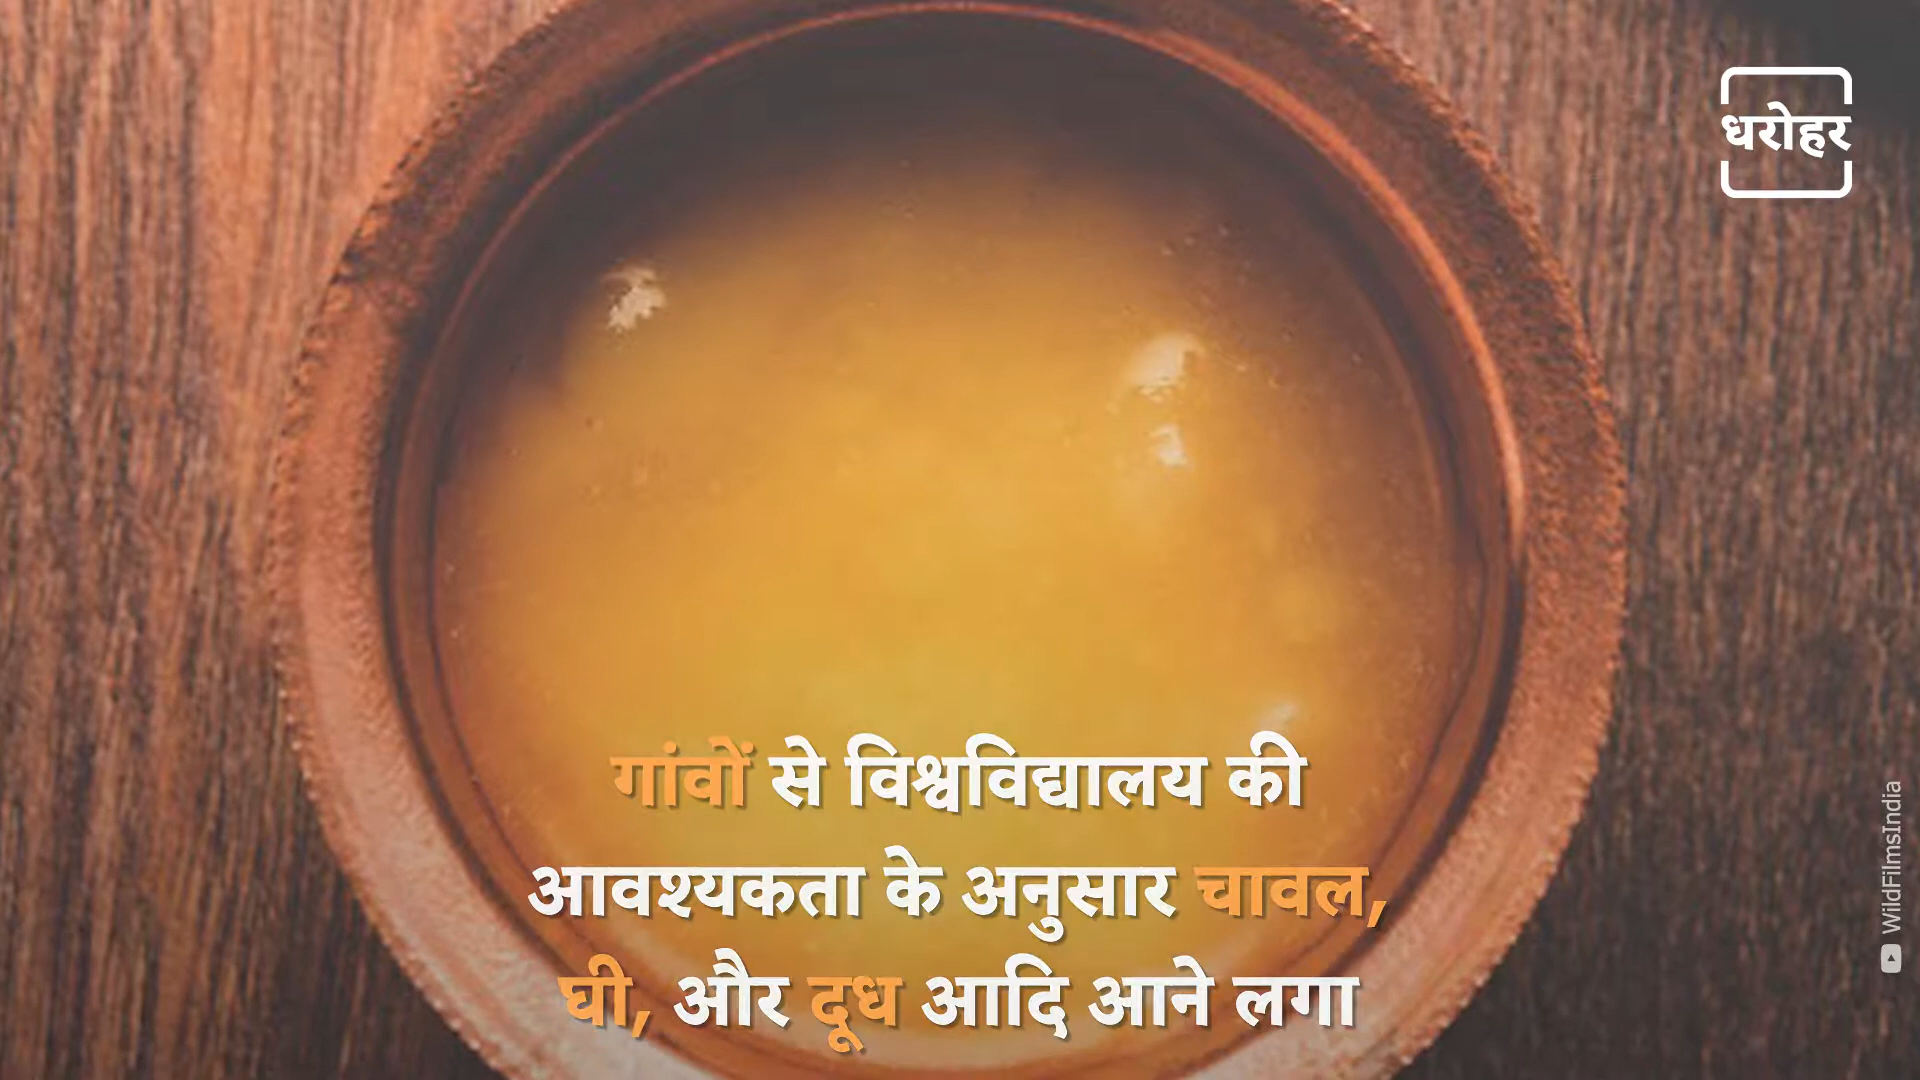 धरोहर
गांवों से विश्वविद्यालय की
आवश्यकता के अनुसार चावल,
घी, और दूध आदि आने लगा
WildFilmsIndia